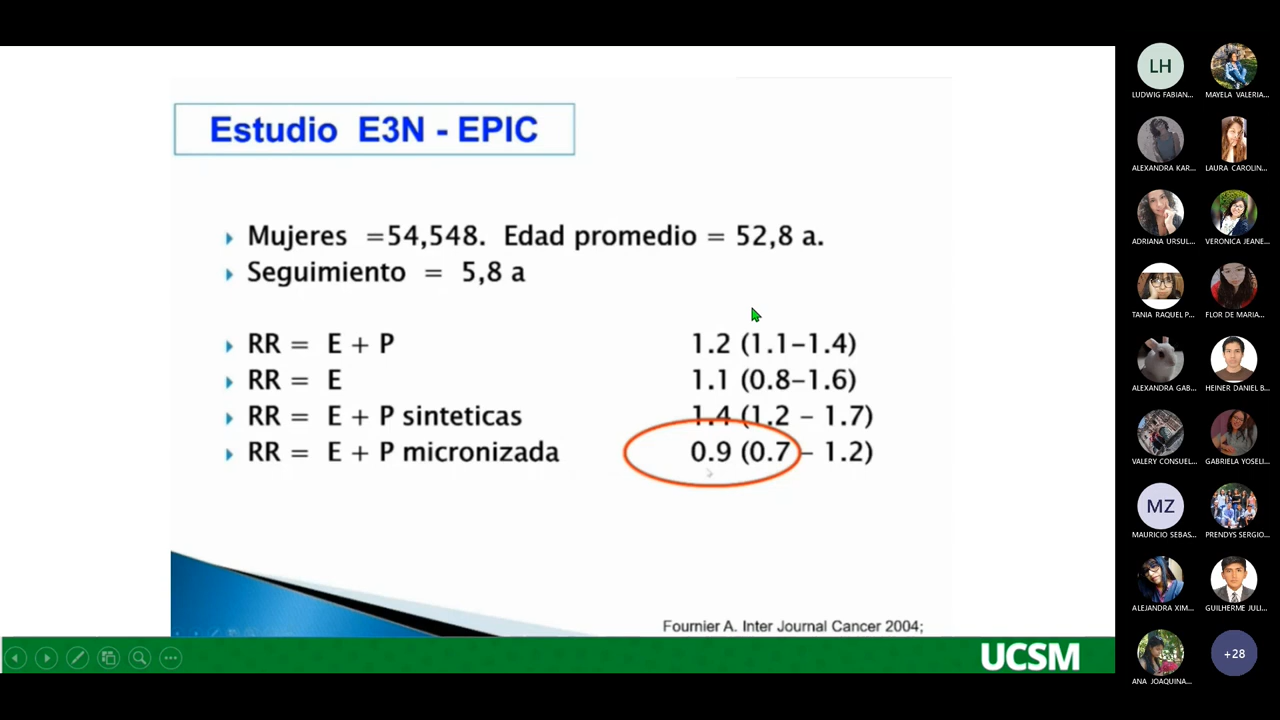 Estudio E3N - EPIC
Mujeres =54,548. Edad promedio = 52,8 a.
Seguimiento = 5,8 a
RR = E + P 1.2 (1.1-1.4)
RR = E 1.1 (0.8-1.6)
RR = E + P sinteticas 1.4 (1.2 - 1.7)
RR = E + P micronizada 0.9 (0.7 - 1.2)
Fournier A. Inter Journal Cancer 2004;
UCSM
LH
LUDWIG FABIAN...
MAYELA VALERIA...
ALEXANDRA KAR...
LAURA CAROLIN...
ADRIANA URSUL...
VERONICA JEANE...
TANIA RAQUEL P...
FLOR DE MARIA...
ALEXANDRA GAB...
HEINER DANIEL B...
VALERY CONSUEL...
GABRIELA YOSELI...
MZ
MAURICIO SEBAS...
PRENDYS SERGIO...
ALEJANDRA XIM...
GUILHERME JULI...
ANA JOAQUINA...
+28